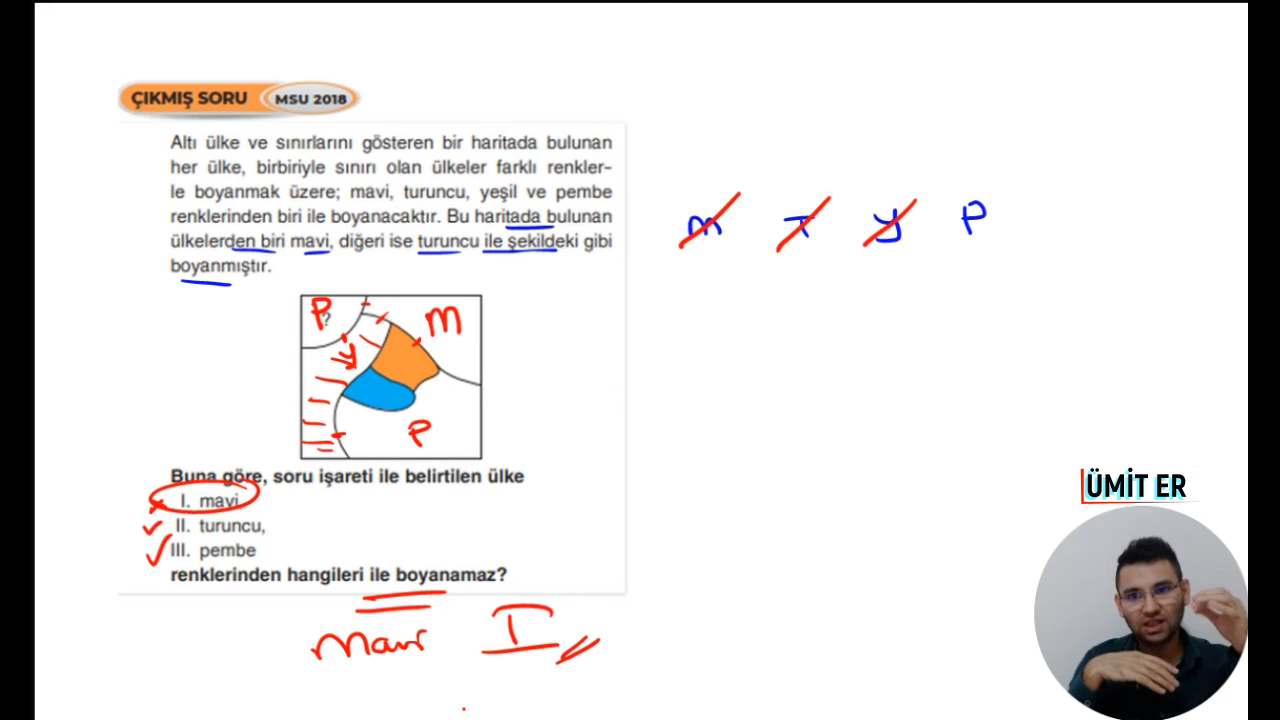 ÇIKMIŞ SORU MSU 2018
Altı ülke ve sınırlarını gösteren bir haritada bulunan
her ülke, birbiriyle sınırı olan ülkeler farklı renkler-
le boyanmak üzere; mavi, turuncu, yeşil ve pembe
renklerinden biri ile boyanacaktır. Bu haritada bulunan
ülkelerden biri mavi, diğeri ise turuncu ile şekildeki gibi
boyanmıştır.
m T y P
P ?
M
y
P
Buna göre, soru işareti ile belirtilen ülke
I. mavi,
II. turuncu,
III. pembe
renklerinden hangileri ile boyanamaz?
mavi I
ÜMİT ER